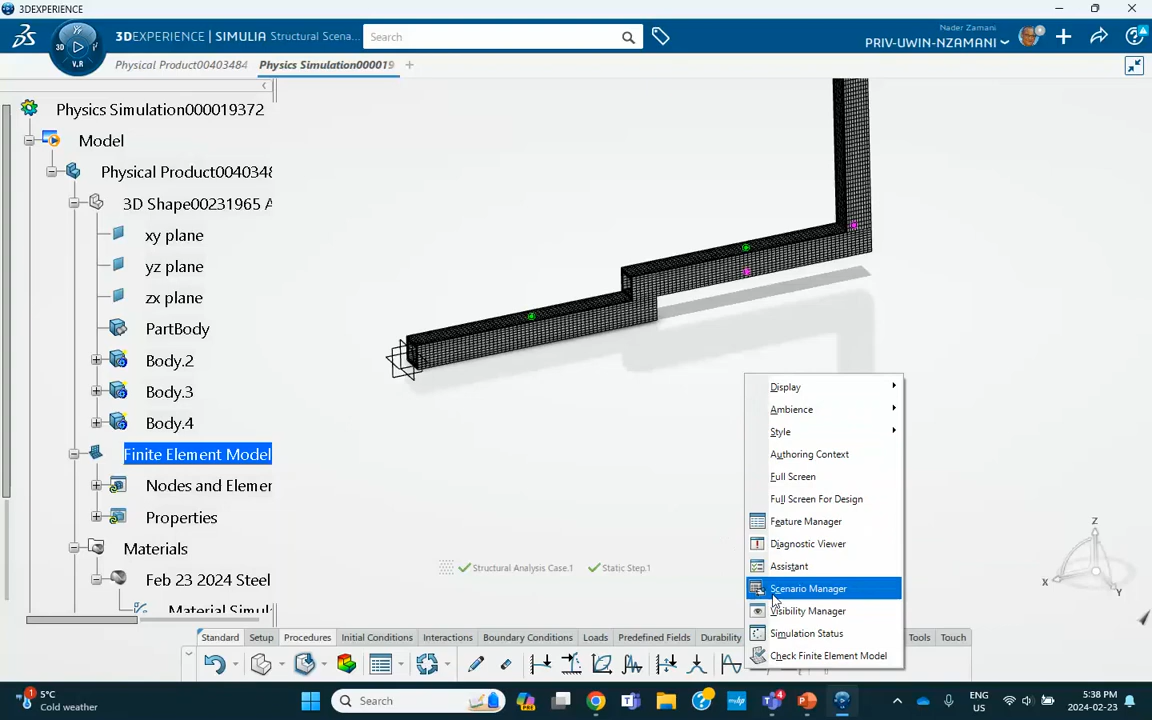 3DEXPERIENCE
3DEXPERIENCE | SIMULIA Structural Scena...
Search
Nader Zamani
PRIV-UWIN-NZAMANI
3D
V.R
Physical Product00403484
Physics Simulation000019
+
Physics Simulation000019372
Model
Physical Product0040348
3D Shape00231965 A
xy plane
yz plane
zx plane
PartBody
Body.2
Body.3
Body.4
Finite Element Model
Nodes and Elemer
Properties
Materials
Feb 23 2024 Steel
Material Simu
Structural Analysis Case.1
Static Step.1
Display
Ambience
Style
Authoring Context
Full Screen
Full Screen For Design
Feature Manager
Diagnostic Viewer
Assistant
Scenario Manager
Visibility Manager
Simulation Status
Check Finite Element Model
Z
X
Y
Standard
Setup
Procedures
Initial Conditions
Interactions
Boundary Conditions
Loads
Predefined Fields
Durability
Tools
Touch
1
5°C
Cold weather
Search
4
ENG
US
5:38 PM
2024-02-23